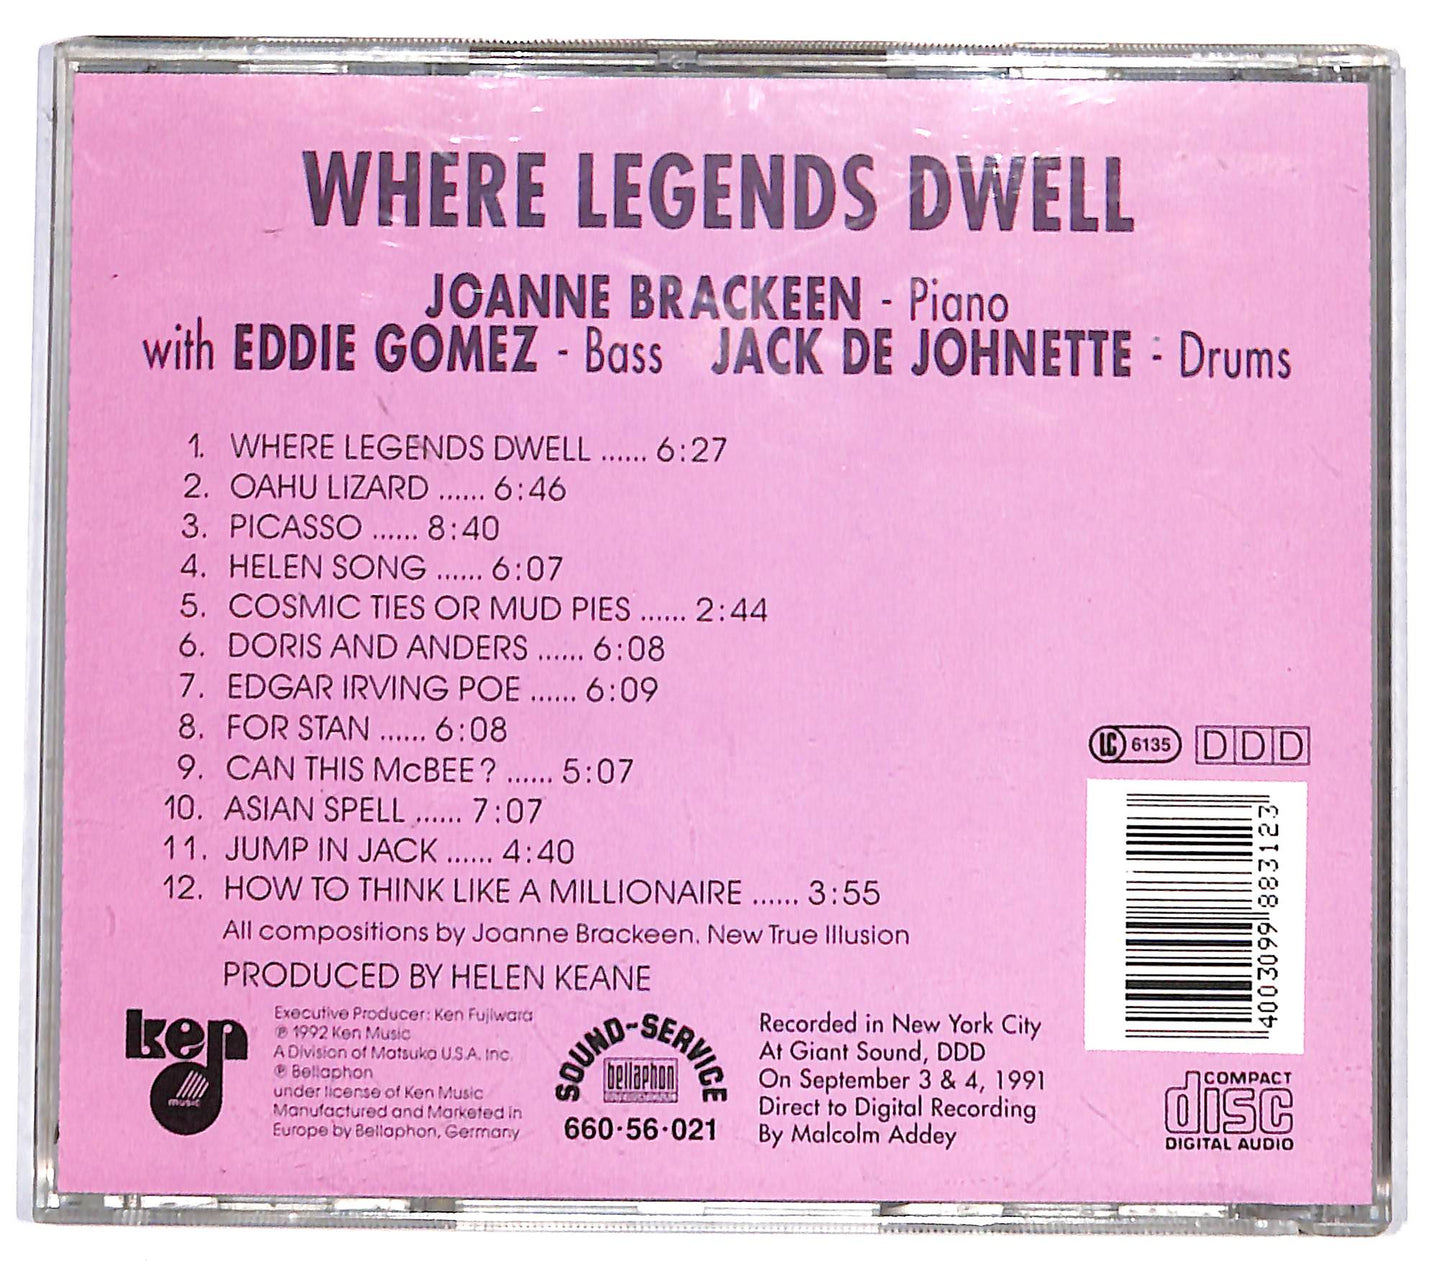 WHERE LEGENDS DWELL
JOANNE BRACKEEN - Piano
with EDDIE GOMEZ - Bass JACK DE JOHNETTE - Drums
1. WHERE LEGENDS DWELL ...... 6:27
2. OAHU LIZARD ...... 6:46
3. PICASSO ...... 8:40
4. HELEN SONG ...... 6:07
5. COSMIC TIES OR MUD PIES ...... 2:44
6. DORIS AND ANDERS ...... 6:08
7. EDGAR IRVING POE ...... 6:09
8. FOR STAN ...... 6:08
9. CAN THIS McBEE? ...... 5:07
10. ASIAN SPELL ...... 7:07
11. JUMP IN JACK ...... 4:40
12. HOW TO THINK LIKE A MILLIONAIRE ...... 3:55
All compositions by Joanne Brackeen, New True Illusion
PRODUCED BY HELEN KEANE
ken
music
Executive Producer: Ken Fujiwara
℗ 1992 Ken Music
A Division of Matsuka U.S.A. Inc.
℗ Bellaphon
under license of Ken Music
Manufactured and Marketed in
Europe by Bellaphon, Germany
SOUND-SERVICE
bellaphon
INTERNATIONAL
660·56·021
Recorded in New York City
At Giant Sound, DDD
On September 3 & 4, 1991
Direct to Digital Recording
By Malcolm Addey
LC 6135 DDD
4003099883123
COMPACT
disc
DIGITAL AUDIO